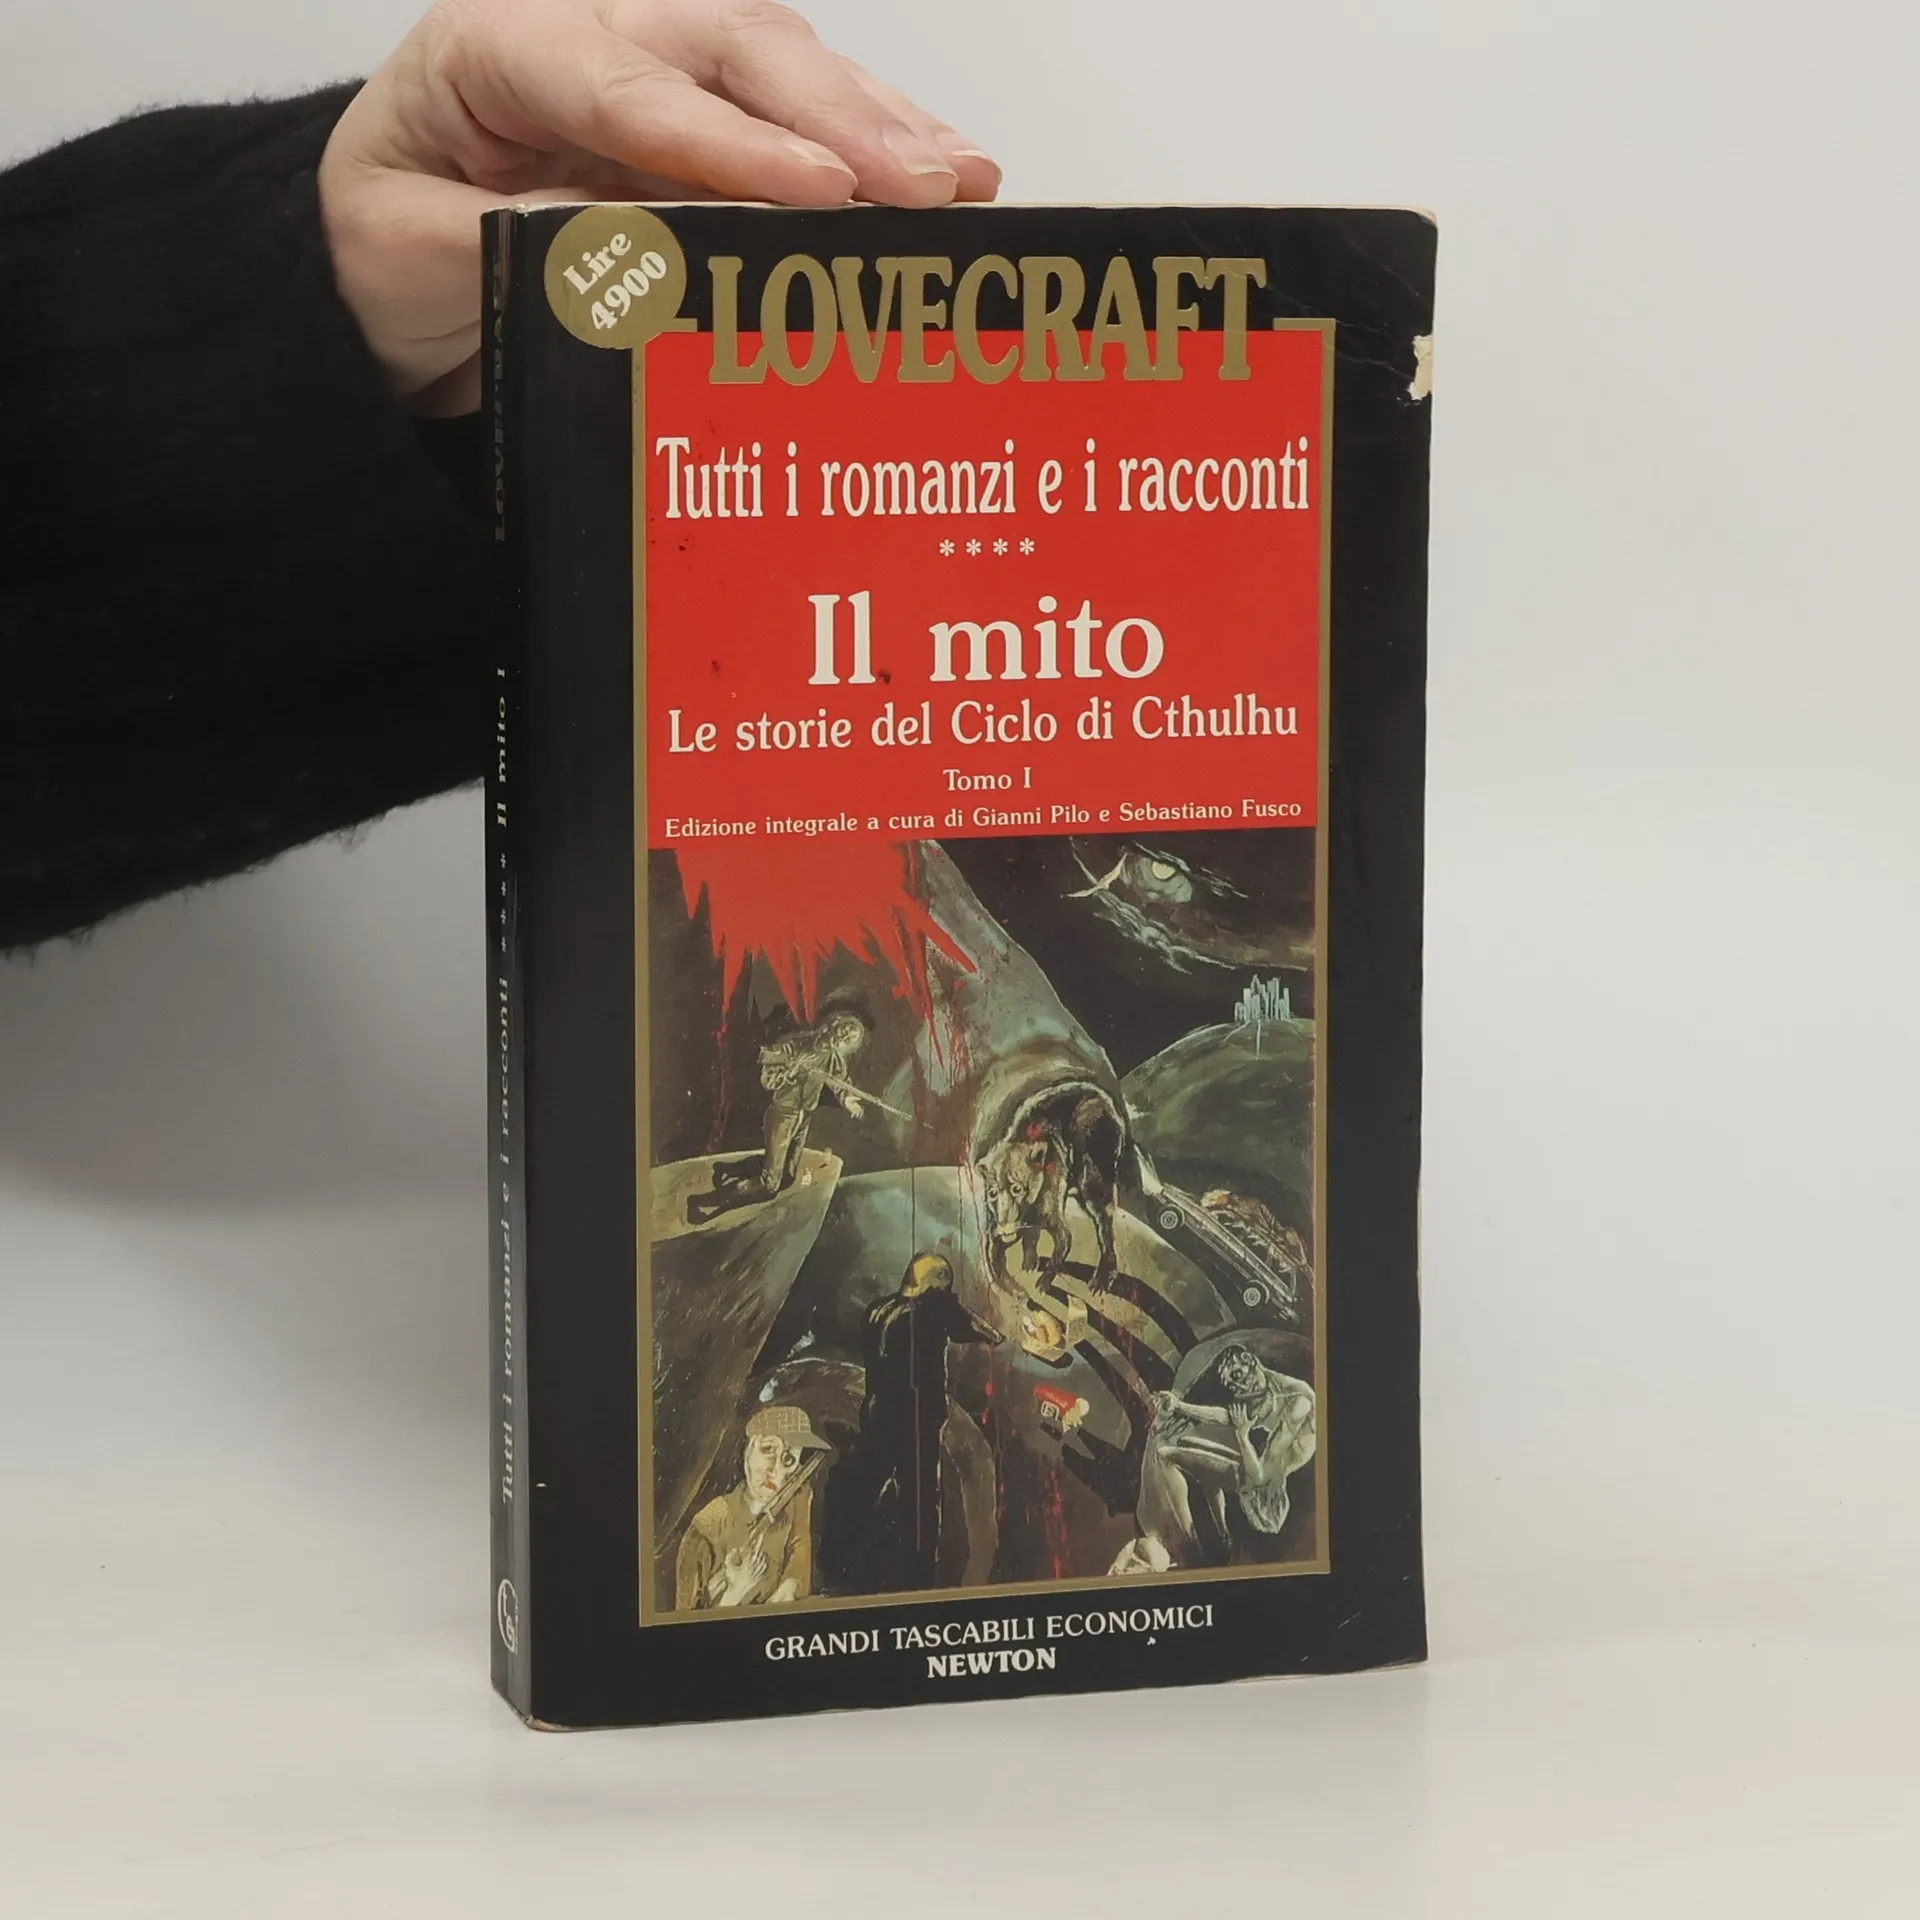 Lire
4900
LOVECRAFT
Tutti i romanzi e i racconti
****
Il mito
Le storie del Ciclo di Cthulhu
Tomo I
Edizione integrale a cura di Gianni Pilo e Sebastiano Fusco
GRANDI TASCABILI ECONOMICI
NEWTON
Tutti i romanzi e i racconti **** Il mito I LOVECRAFT